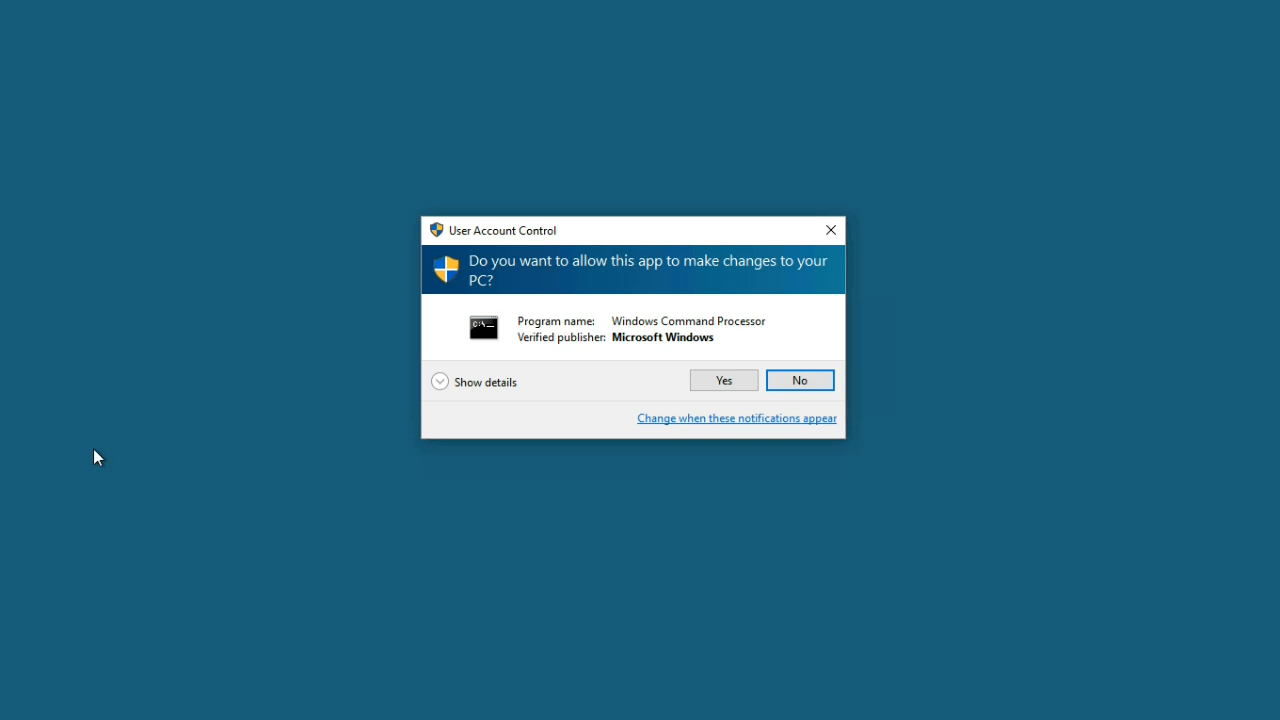 User Account Control
Do you want to allow this app to make changes to your
PC?
C:\._
Program name: Windows Command Processor
Verified publisher: Microsoft Windows
Show details
Yes
No
Change when these notifications appear